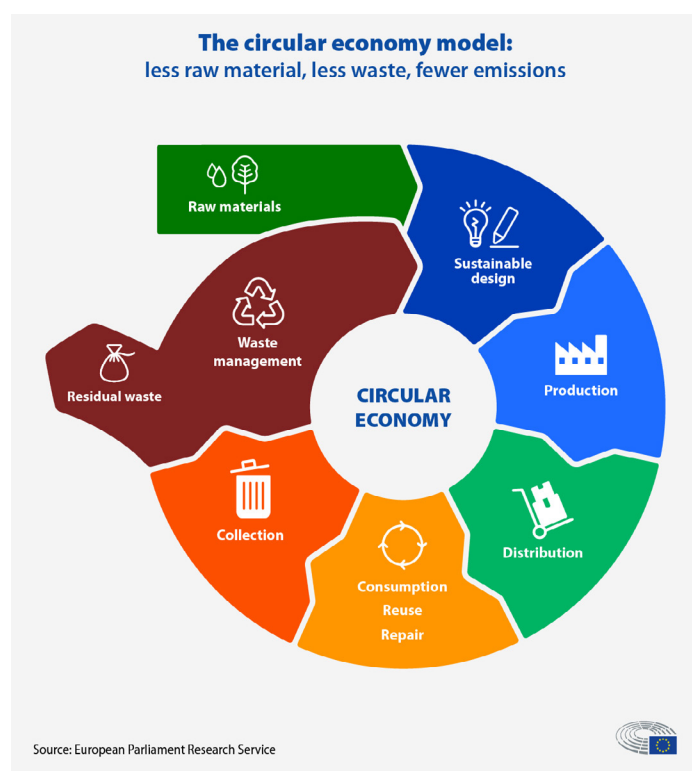 The circular economy model:
less raw material, less waste, fewer emissions
Raw materials
Sustainable
design
Waste
management
Residual waste
Production
CIRCULAR
ECONOMY
Collection
Distribution
Consumption
Reuse
Repair
Source: European Parliament Research Service